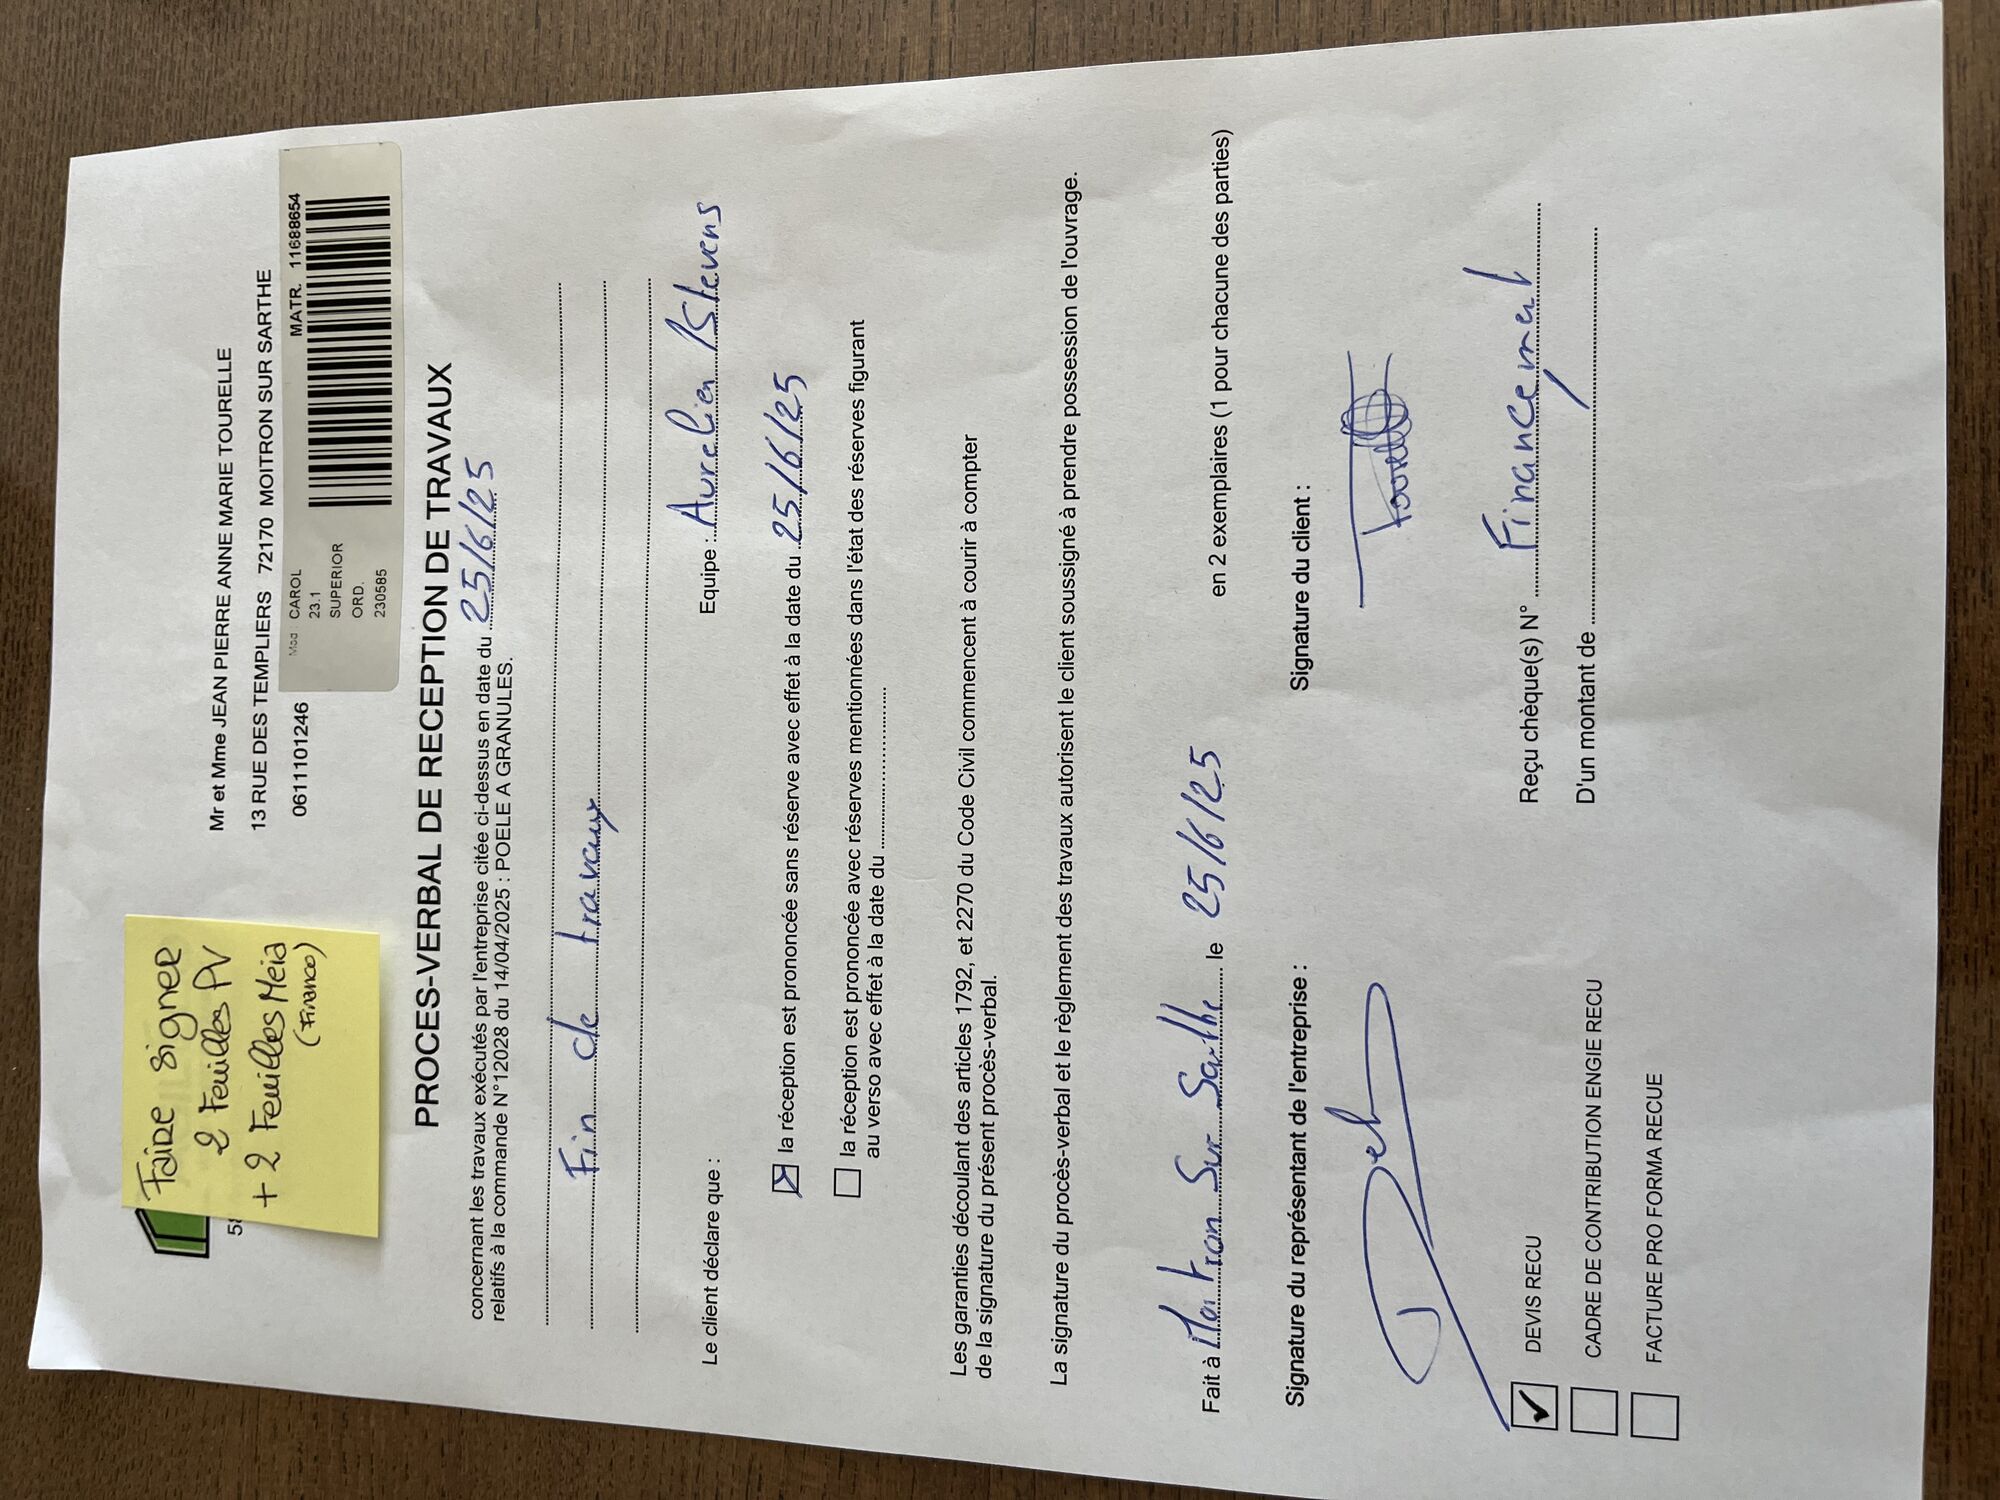 Faire signer
2 Feuilles PV
+ 2 Feuilles Meia
(Financo)
58
Mr et Mme JEAN PIERRE ANNE MARIE TOURELLE
13 RUE DES TEMPLIERS 72170 MOITRON SUR SARTHE
0611101246
MATR. 11688654
Mod : CAROL
23.1
SUPERIOR
ORD.
230585
PROCES-VERBAL DE RECEPTION DE TRAVAUX
concernant les travaux exécutés par l'entreprise citée ci-dessus en date du 25/6/25
relatifs à la commande N°12028 du 14/04/2025 : POELE A GRANULES.
Fin de travaux
Equipe : Aurelien / Stevens
Le client déclare que :
la réception est prononcée sans réserve avec effet à la date du 25/6/25
la réception est prononcée avec réserves mentionnées dans l'état des réserves figurant
au verso avec effet à la date du
Les garanties découlant des articles 1792, et 2270 du Code Civil commencent à courir à compter
de la signature du présent procès-verbal.
La signature du procès-verbal et le règlement des travaux autorisent le client soussigné à prendre possession de l'ouvrage.
Fait à Moitron Sur Sarthe le 25/6/25 en 2 exemplaires (1 pour chacune des parties)
Signature du représentant de l'entreprise : Signature du client :
Tourelle
DEVIS RECU
CADRE DE CONTRIBUTION ENGIE RECU
FACTURE PRO FORMA RECUE
Reçu chèque(s) N° Financement
D'un montant de /